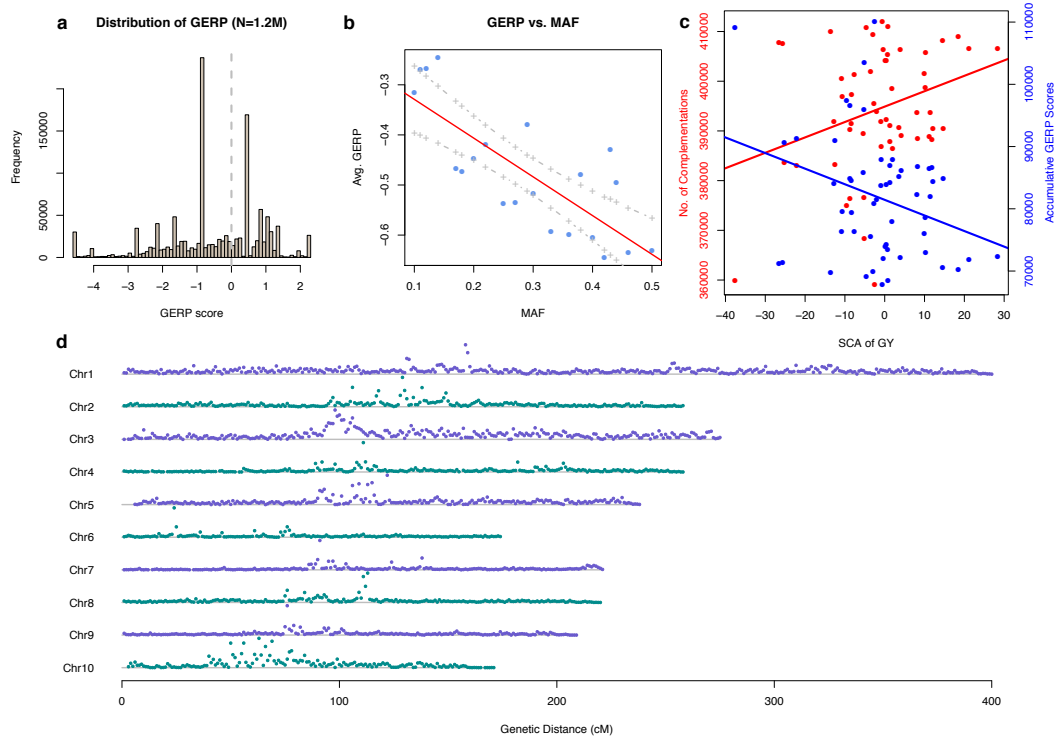 a
Distribution of GERP (N=1.2M)
Frequency
0
50000
150000
−4
−3
−2
−1
0
1
2
GERP score
b
GERP vs. MAF
Avg. GERP
−0.3
−0.4
−0.5
−0.6
0.1
0.2
0.3
0.4
0.5
MAF
c
No. of Complementations
360000
370000
380000
390000
400000
410000
Accumulative GERP Scores
70000
80000
90000
100000
110000
−40
−30
−20
−10
0
10
20
30
SCA of GY
d
Chr1
Chr2
Chr3
Chr4
Chr5
Chr6
Chr7
Chr8
Chr9
Chr10
0
100
200
300
400
Genetic Distance (cM)